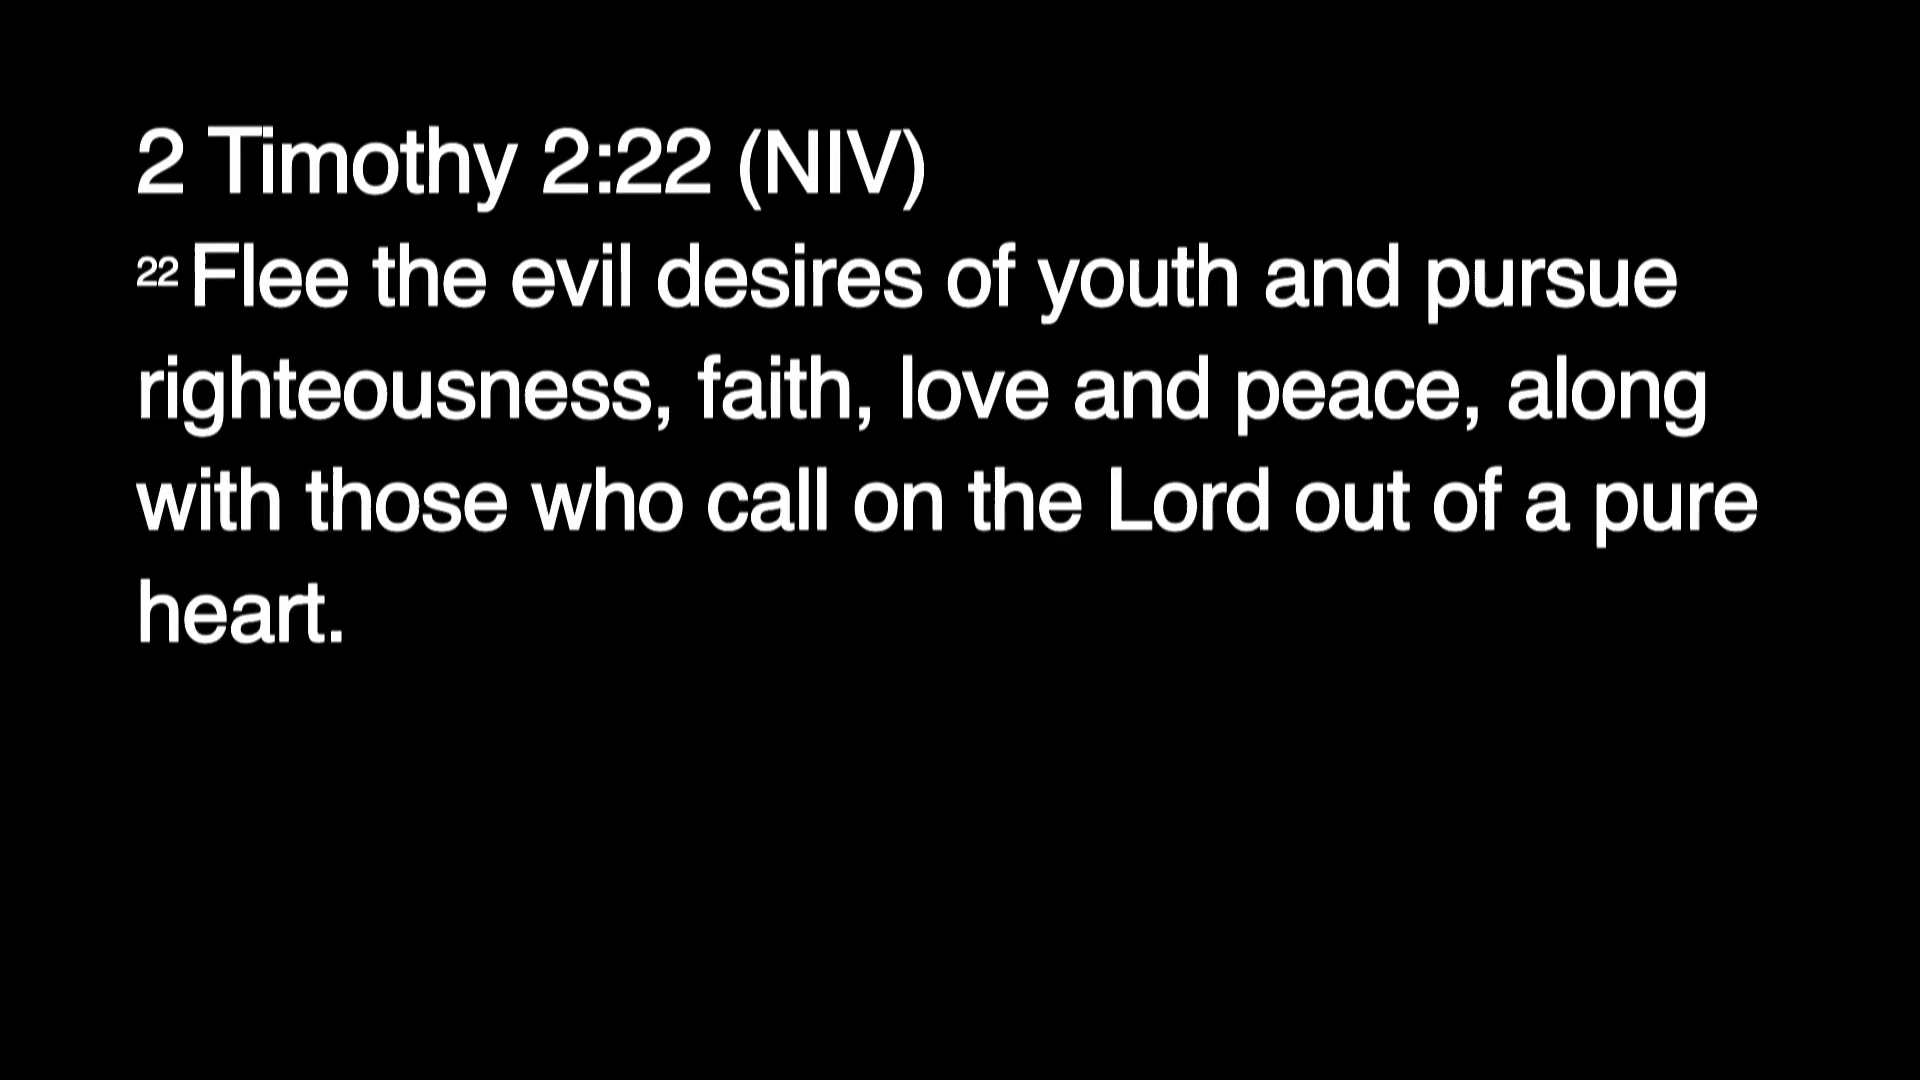 2 Timothy 2:22 (NIV)
22 Flee the evil desires of youth and pursue
righteousness, faith, love and peace, along
with those who call on the Lord out of a pure
heart.